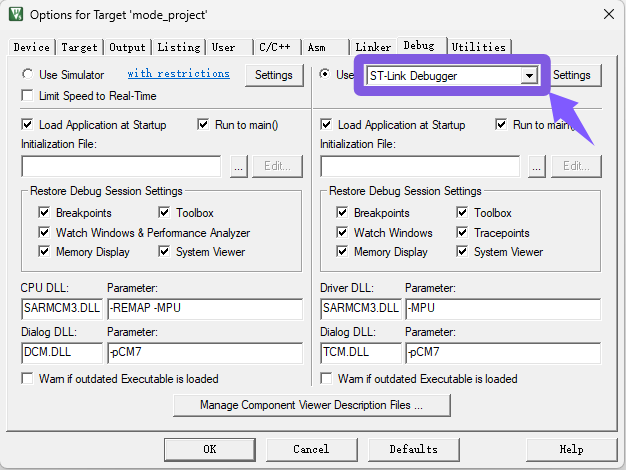 Options for Target 'mode_project'
Device Target Output Listing User C/C++ Asm Linker Debug Utilities
Use Simulator with restrictions Settings
Limit Speed to Real-Time
Use ST-Link Debugger Settings
Load Application at Startup Run to main()
Initialization File:
... Edit...
Load Application at Startup Run to main()
Initialization File:
... Edit...
Restore Debug Session Settings
Breakpoints Toolbox
Watch Windows & Performance Analyzer
Memory Display System Viewer
Restore Debug Session Settings
Breakpoints Toolbox
Watch Windows Tracepoints
Memory Display System Viewer
CPU DLL: Parameter:
SARMCM3.DLL -REMAP -MPU
Dialog DLL: Parameter:
DCM.DLL -pCM7
Warn if outdated Executable is loaded
Driver DLL: Parameter:
SARMCM3.DLL -MPU
Dialog DLL: Parameter:
TCM.DLL -pCM7
Warn if outdated Executable is loaded
Manage Component Viewer Description Files ...
OK Cancel Defaults Help